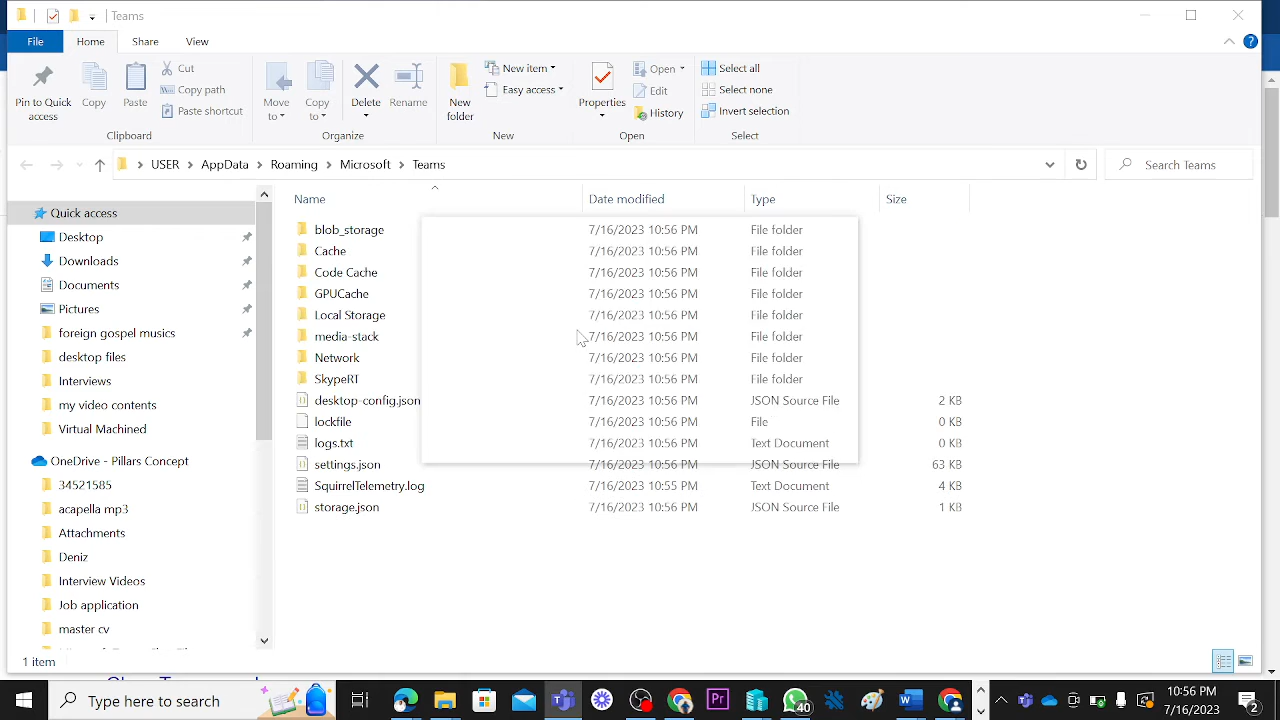 Teams
File Home Share View
Pin to Quick access
Copy
Paste
Cut
Copy path
Paste shortcut
Clipboard
Move to
Copy to
Delete
Rename
Organize
New folder
New item
Easy access
New
Properties
Open
Edit
History
Open
Select all
Select none
Invert selection
Select
USER AppData Roaming Microsoft Teams
Search Teams
Quick access
Desktop
Downloads
Documents
Pictures
foreign gospel musics
desktop files
Interviews
my video contents
Virtual Machined
OneDrive - Pillars Concept
34521585
acapella mp3
Attachments
Deniz
Interview Videos
Job application
master cv
Name Date modified Type Size
blob_storage 7/16/2023 10:56 PM File folder
Cache 7/16/2023 10:56 PM File folder
Code Cache 7/16/2023 10:56 PM File folder
GPUCache 7/16/2023 10:56 PM File folder
Local Storage 7/16/2023 10:56 PM File folder
media-stack 7/16/2023 10:56 PM File folder
Network 7/16/2023 10:56 PM File folder
SkypeRT 7/16/2023 10:56 PM File folder
desktop-config.json 7/16/2023 10:56 PM JSON Source File 2 KB
lockfile 7/16/2023 10:56 PM File 0 KB
logs.txt 7/16/2023 10:56 PM Text Document 0 KB
settings.json 7/16/2023 10:56 PM JSON Source File 63 KB
SquirrelTelemetry.log 7/16/2023 10:55 PM Text Document 4 KB
storage.json 7/16/2023 10:56 PM JSON Source File 1 KB
1 item
Type here to search
Pr
40
10:56 PM
7/16/2023
2